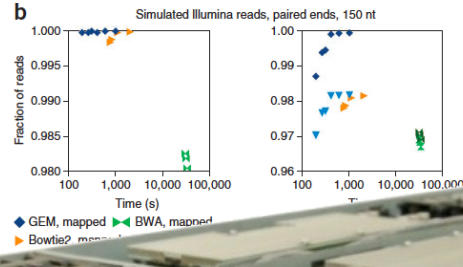 b
Simulated Illumina reads, paired ends, 150 nt
Fraction of reads
1.000
0.995
0.990
0.985
0.980
100 1,000 10,000 100,000
Time (s)
1.00
0.99
0.98
0.97
0.96
100 1,000 10,000 100,000
GEM, mapped BWA, mapped
Bowtie2,